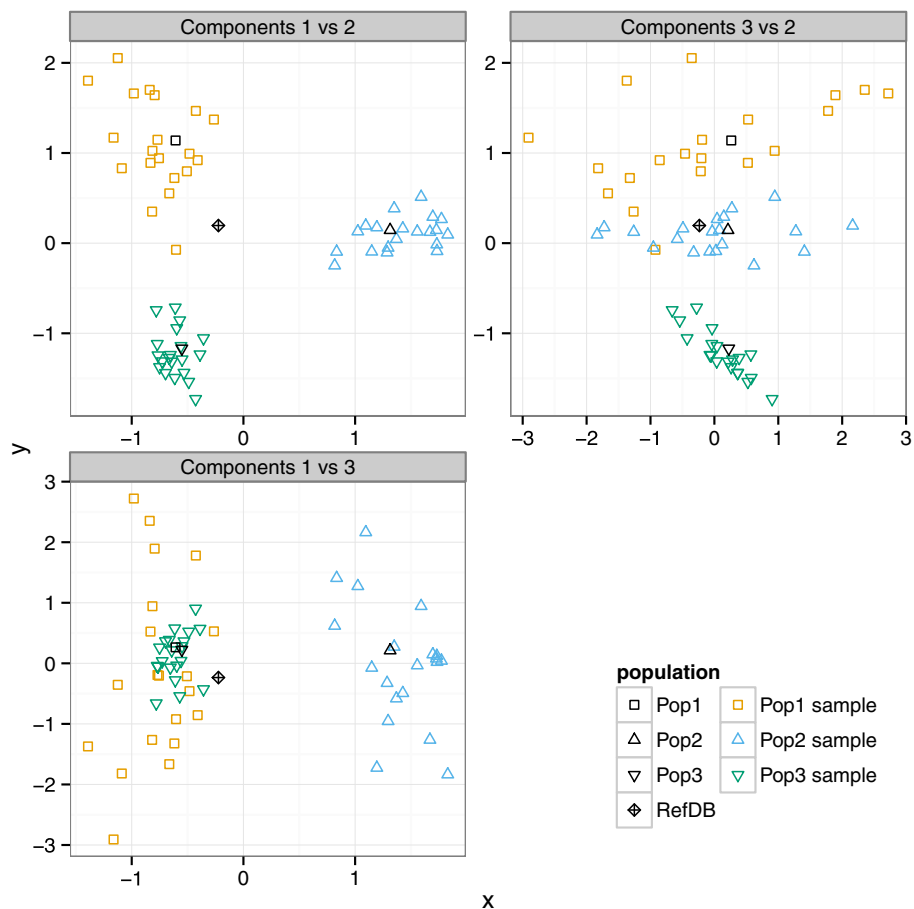 Components 1 vs 2
Components 3 vs 2
2
1
0
−1
2
1
0
−1
−1
0
1
−3
−2
−1
0
1
2
3
y
Components 1 vs 3
3
2
1
0
−1
−2
−3
−1
0
1
x
population
Pop1
Pop1 sample
Pop2
Pop2 sample
Pop3
Pop3 sample
RefDB